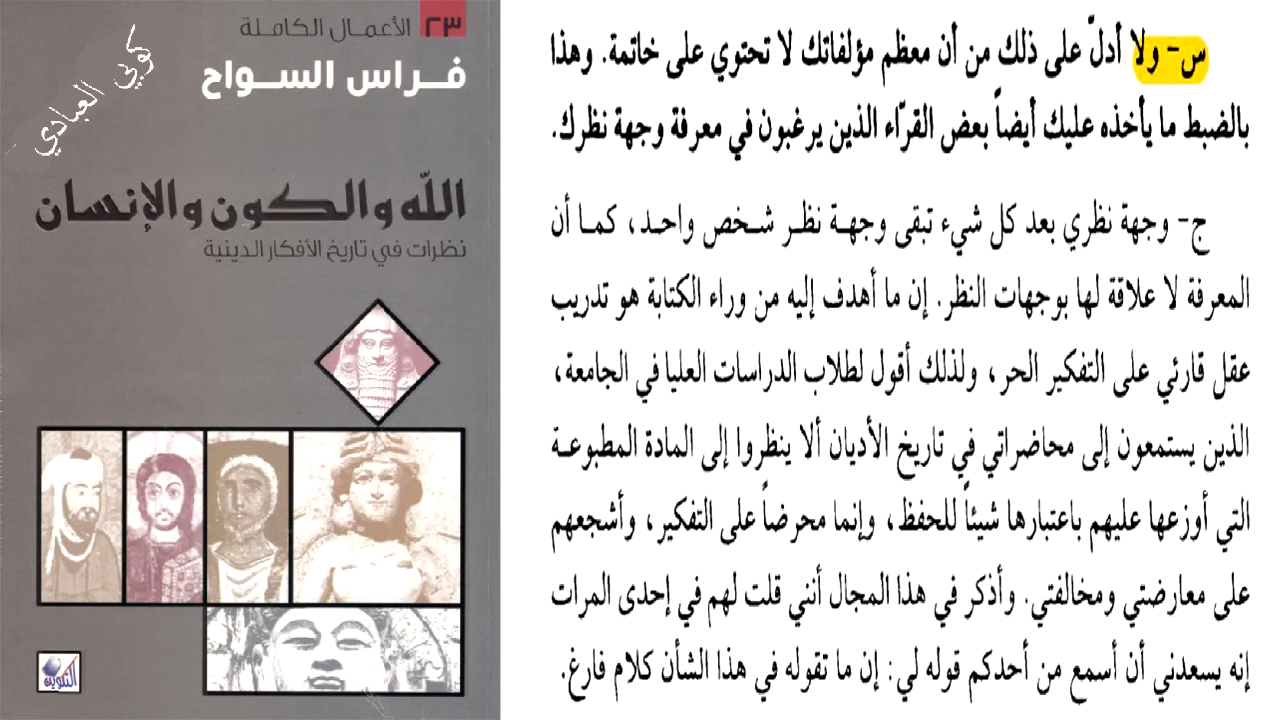 ٢٣ الأعمال الكاملة
فراس السواح
كوبي العبادي
الله والكون والإنسان
نظرات في تاريخ الأفكار الدينية
التكوين
س- ولا أدلّ على ذلك من أن معظم مؤلفاتك لا تحتوي على خاتمة. وهذا
بالضبط ما يأخذه عليك أيضاً بعض القرّاء الذين يرغبون في معرفة وجهة نظرك.
ج- وجهة نظري بعد كل شيء تبقى وجهة نظر شخص واحد، كما أن
المعرفة لا علاقة لها بوجهات النظر. إن ما أهدف إليه من وراء الكتابة هو تدريب
عقل قارئي على التفكير الحر، ولذلك أقول لطلاب الدراسات العليا في الجامعة،
الذين يستمعون إلى محاضراتي في تاريخ الأديان ألا ينظروا إلى المادة المطبوعة
التي أوزعها عليهم باعتبارها شيئاً للحفظ، وإنما محرضاً على التفكير، وأشجعهم
على معارضتي ومخالفتي. وأذكر في هذا المجال أنني قلت لهم في إحدى المرات
إنه يسعدني أن أسمع من أحدكم قوله لي: إن ما تقوله في هذا الشأن كلام فارغ.